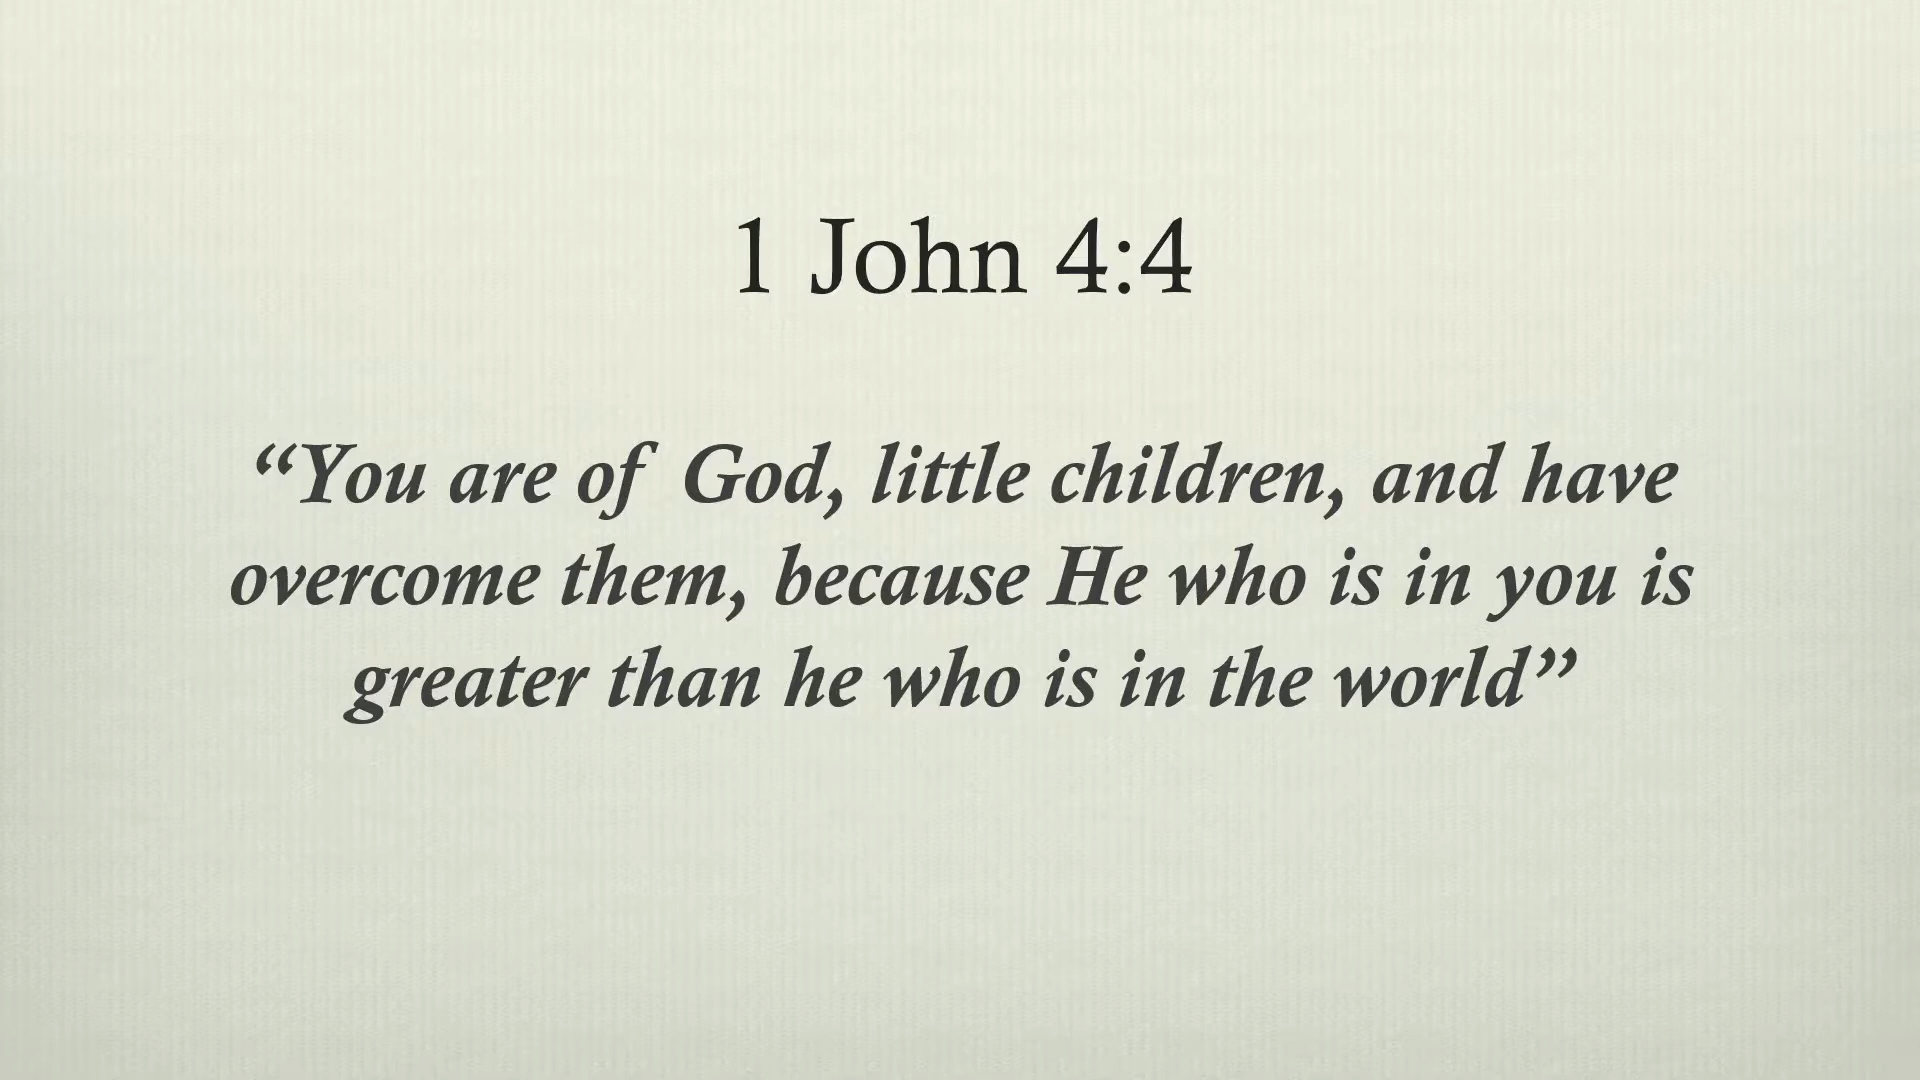 1 John 4:4
“You are of God, little children, and have
overcome them, because He who is in you is
greater than he who is in the world”